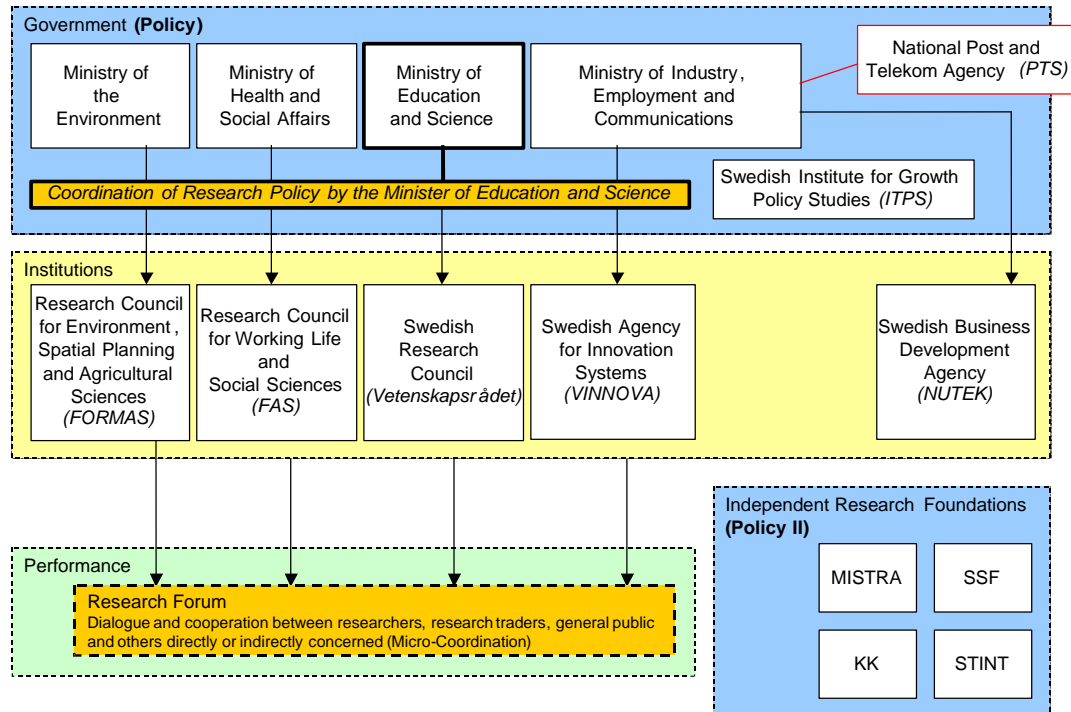 Government (Policy)
Ministry of
the
Environment
Ministry of
Health and
Social Affairs
Ministry of
Education
and Science
Ministry of Industry,
Employment and
Communications
National Post and
Telekom Agency (PTS)
Coordination of Research Policy by the Minister of Education and Science
Swedish Institute for Growth
Policy Studies (ITPS)
Institutions
Research Council
for Environment,
Spatial Planning
and Agricultural
Sciences
(FORMAS)
Research Council
for Working Life
and
Social Sciences
(FAS)
Swedish
Research
Council
(Vetenskapsrådet)
Swedish Agency
for Innovation
Systems
(VINNOVA)
Swedish Business
Development
Agency
(NUTEK)
Performance
Research Forum
Dialogue and cooperation between researchers, research traders, general public
and others directly or indirectly concerned (Micro-Coordination)
Independent Research Foundations
(Policy II)
MISTRA
SSF
KK
STINT